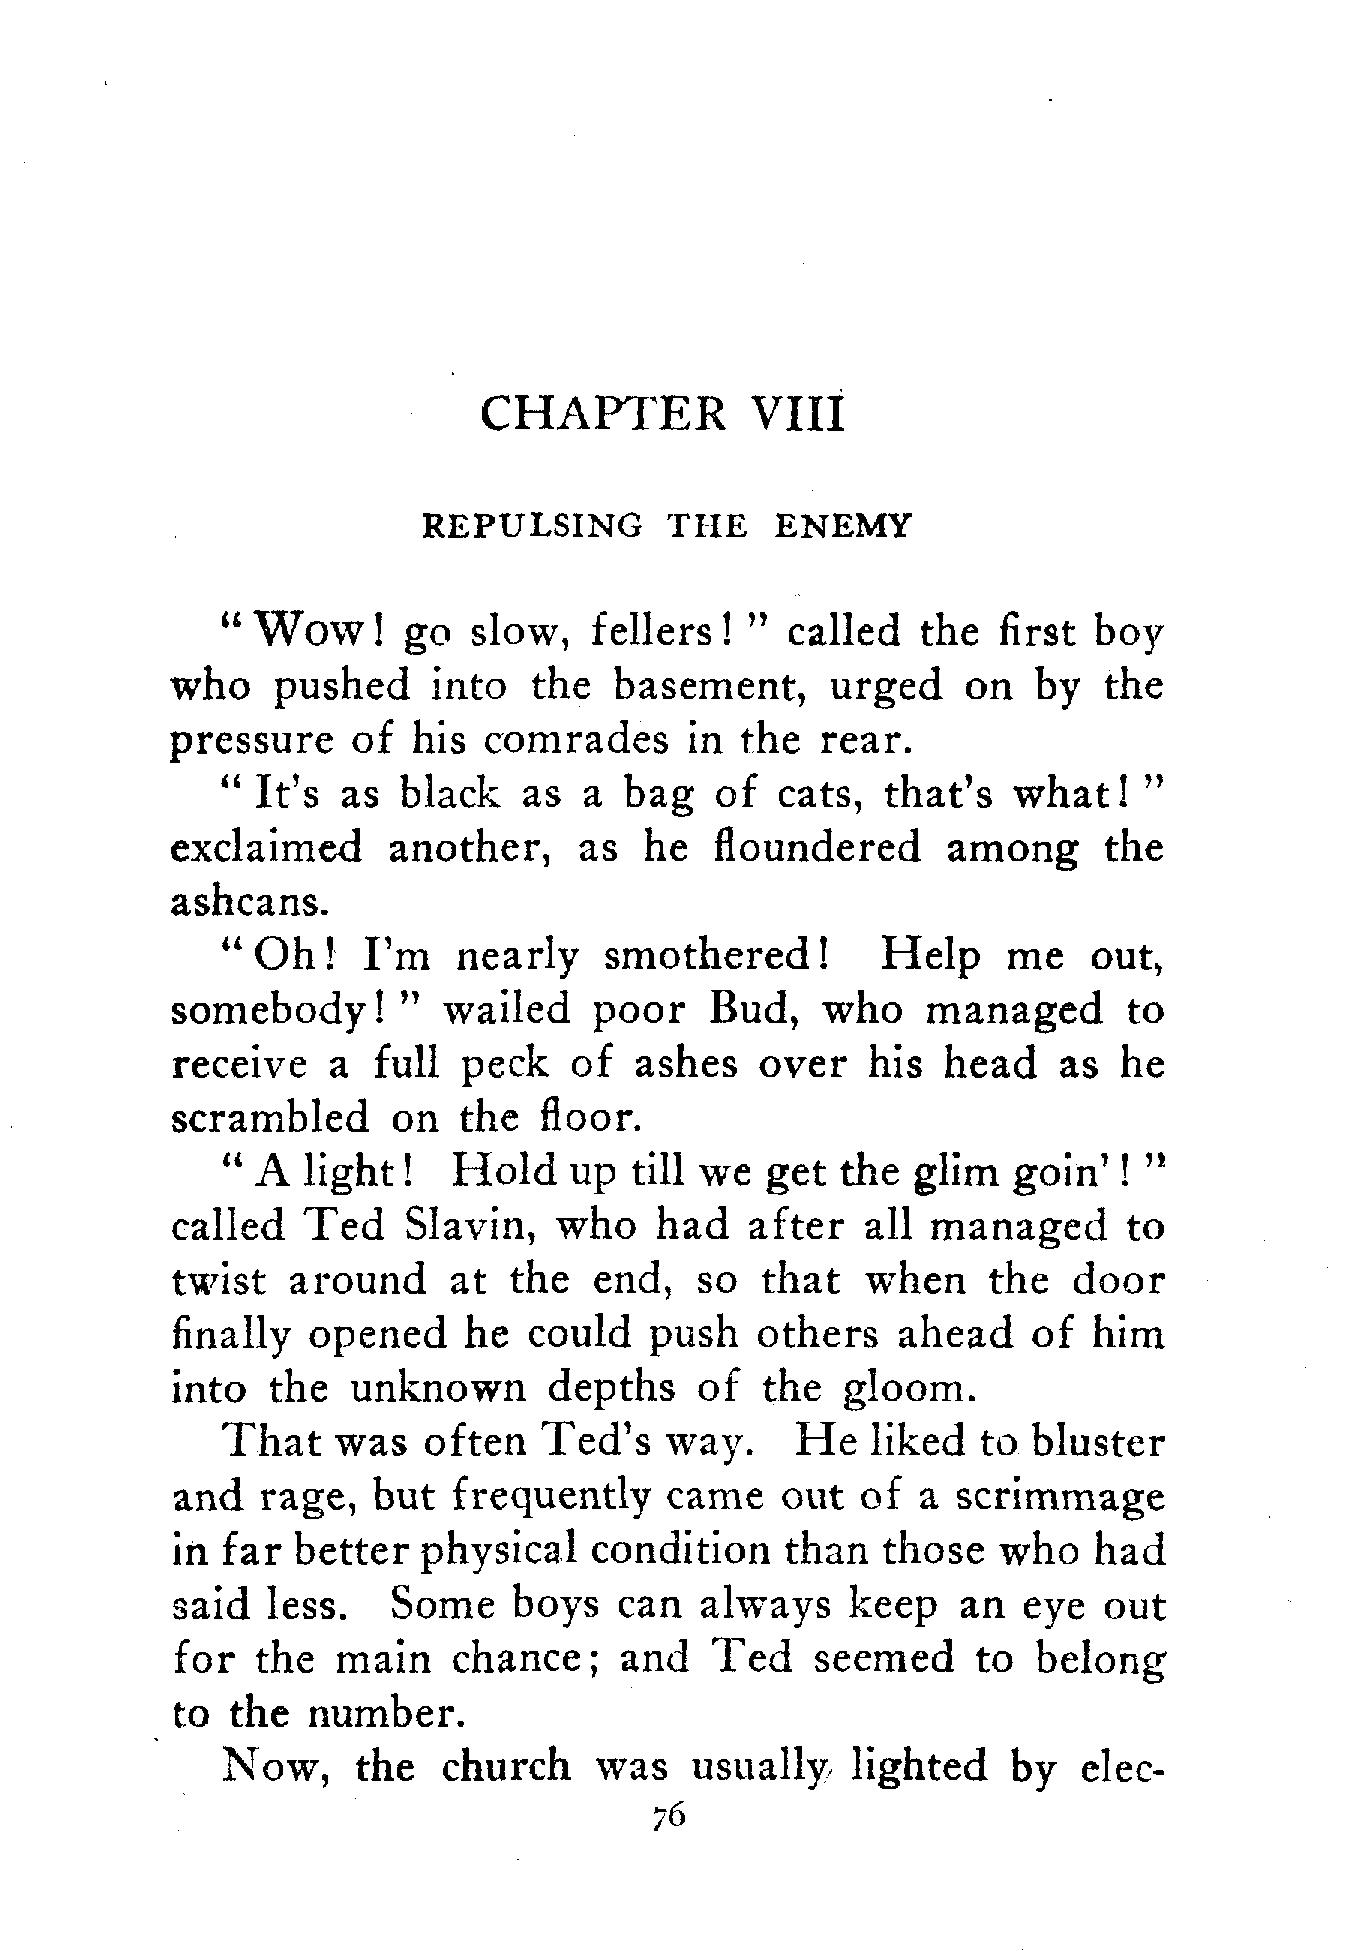 CHAPTER VIII
REPULSING THE ENEMY
“Wow! go slow, fellers!” called the first boy
who pushed into the basement, urged on by the
pressure of his comrades in the rear.
“It's as black as a bag of cats, that's what!”
exclaimed another, as he floundered among the
ashcans.
“Oh! I'm nearly smothered! Help me out,
somebody!” wailed poor Bud, who managed to
receive a full peck of ashes over his head as he
scrambled on the floor.
“A light! Hold up till we get the glim goin'!”
called Ted Slavin, who had after all managed to
twist around at the end, so that when the door
finally opened he could push others ahead of him
into the unknown depths of the gloom.
That was often Ted's way. He liked to bluster
and rage, but frequently came out of a scrimmage
in far better physical condition than those who had
said less. Some boys can always keep an eye out
for the main chance; and Ted seemed to belong
to the number.
Now, the church was usually lighted by elec-
76